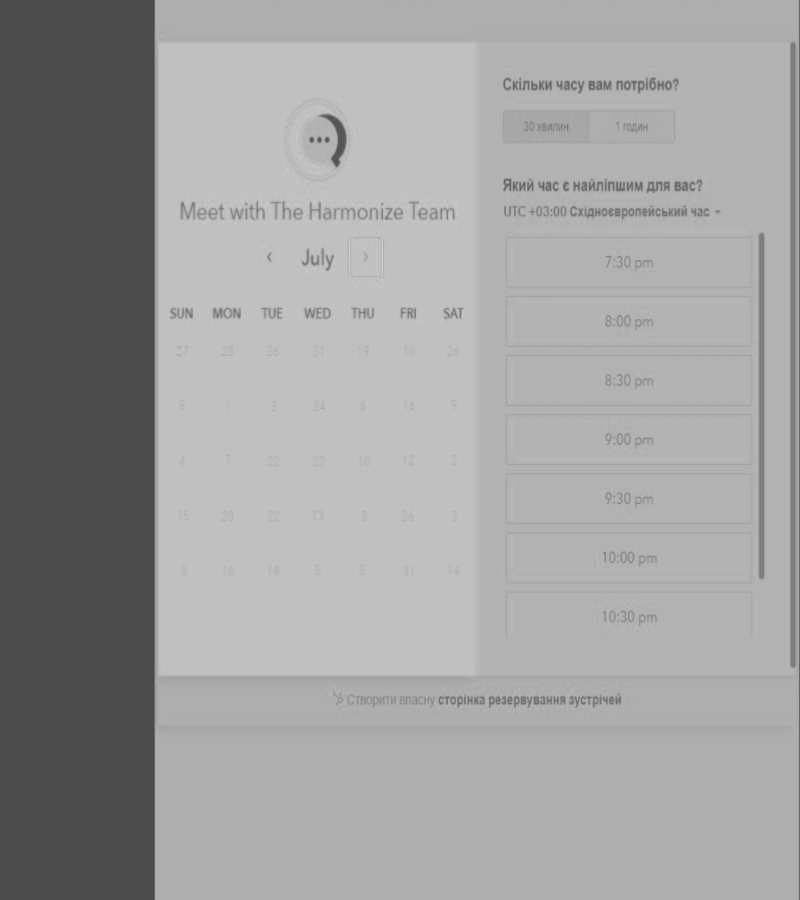 Meet with The Harmonize Team
‹ July ›
SUN MON TUE WED THU FRI SAT
27 28 26 31 19 10 26
5 1 3 24 6 16 9
4 7 22 22 10 12 2
15 28 22 13 3 26 3
3 18 14 5 5 31 14
Скільки часу вам потрібно?
30 хвилин 1 годин
Який час є найліпшим для вас?
UTC +03:00 Східноєвропейський час
7:30 pm
8:00 pm
8:30 pm
9:00 pm
9:30 pm
10:00 pm
10:30 pm
Створити власну сторінка резервування зустрічей